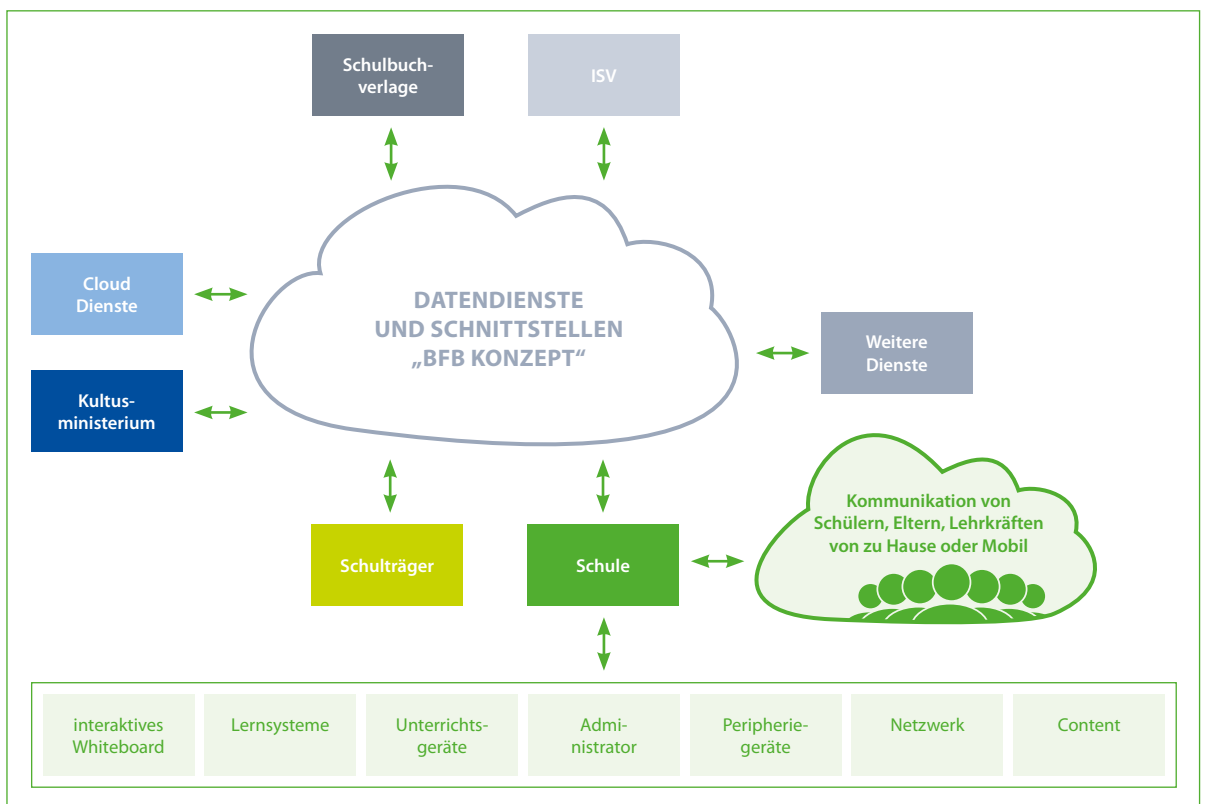 Schulbuch-
verlage
ISV
Cloud
Dienste
DATENDIENSTE
UND SCHNITTSTELLEN
„BFB KONZEPT“
Weitere
Dienste
Kultus-
ministerium
Kommunikation von
Schülern, Eltern, Lehrkräften
von zu Hause oder Mobil
Schulträger
Schule
interaktives
Whiteboard
Lernsysteme
Unterrichts-
geräte
Admi-
nistrator
Peripherie-
geräte
Netzwerk
Content